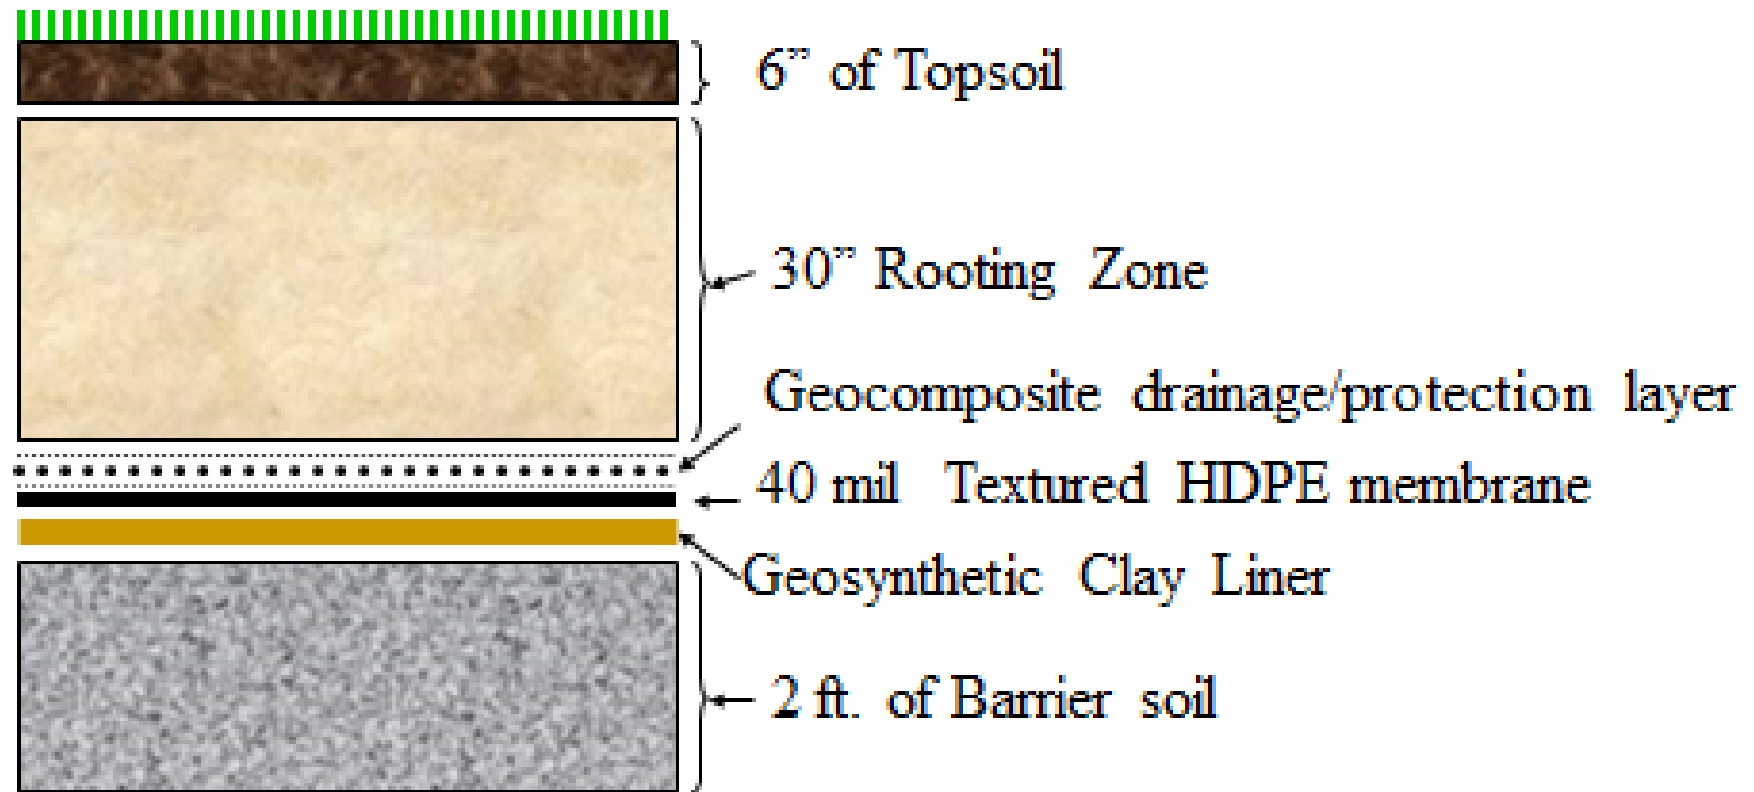 6” of Topsoil
30” Rooting Zone
Geocomposite drainage/protection layer
40 mil Textured HDPE membrane
Geosynthetic Clay Liner
2 ft. of Barrier soil